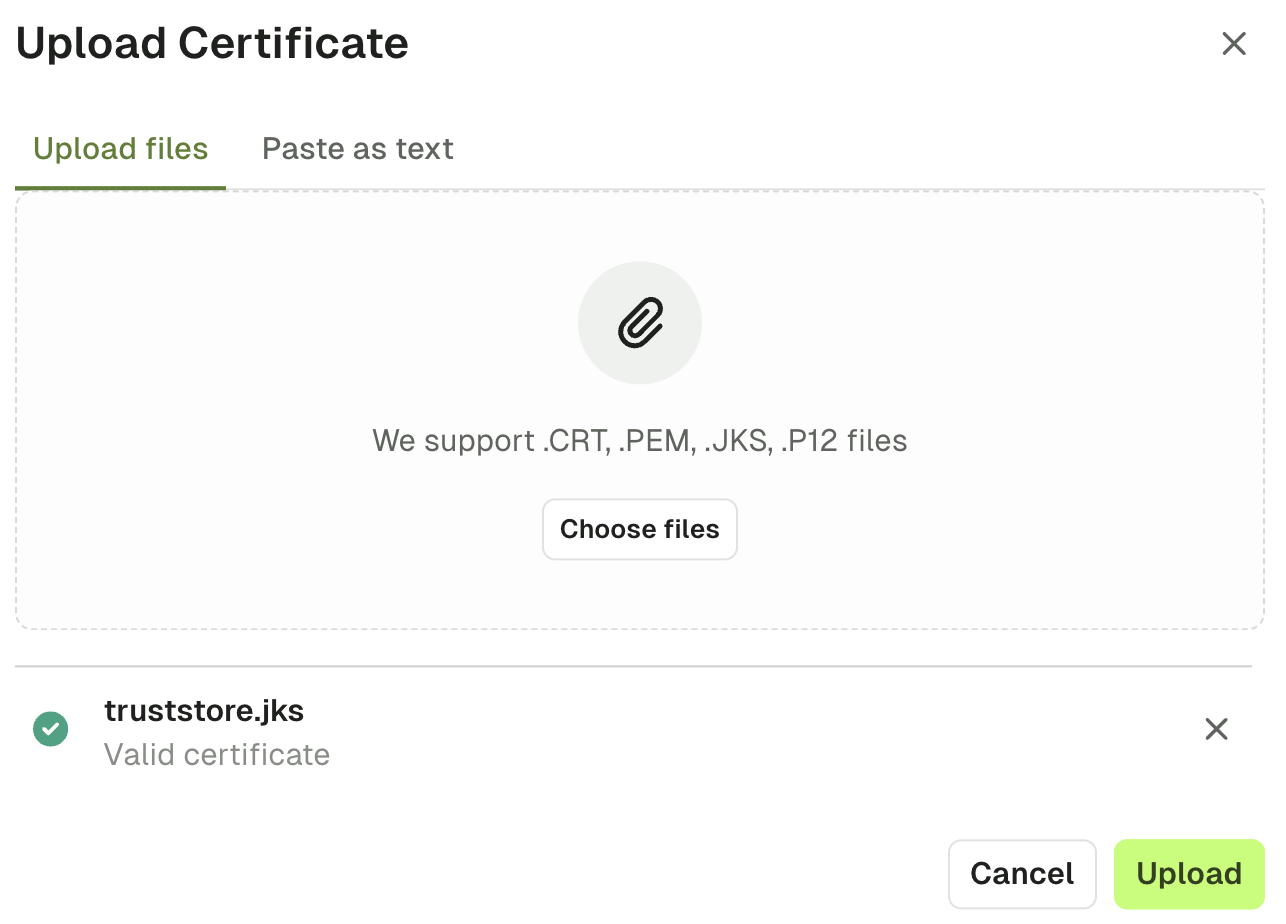 Upload Certificate
Upload files
Paste as text
We support .CRT, .PEM, .JKS, .P12 files
Choose files
truststore.jks
Valid certificate
Cancel
Upload